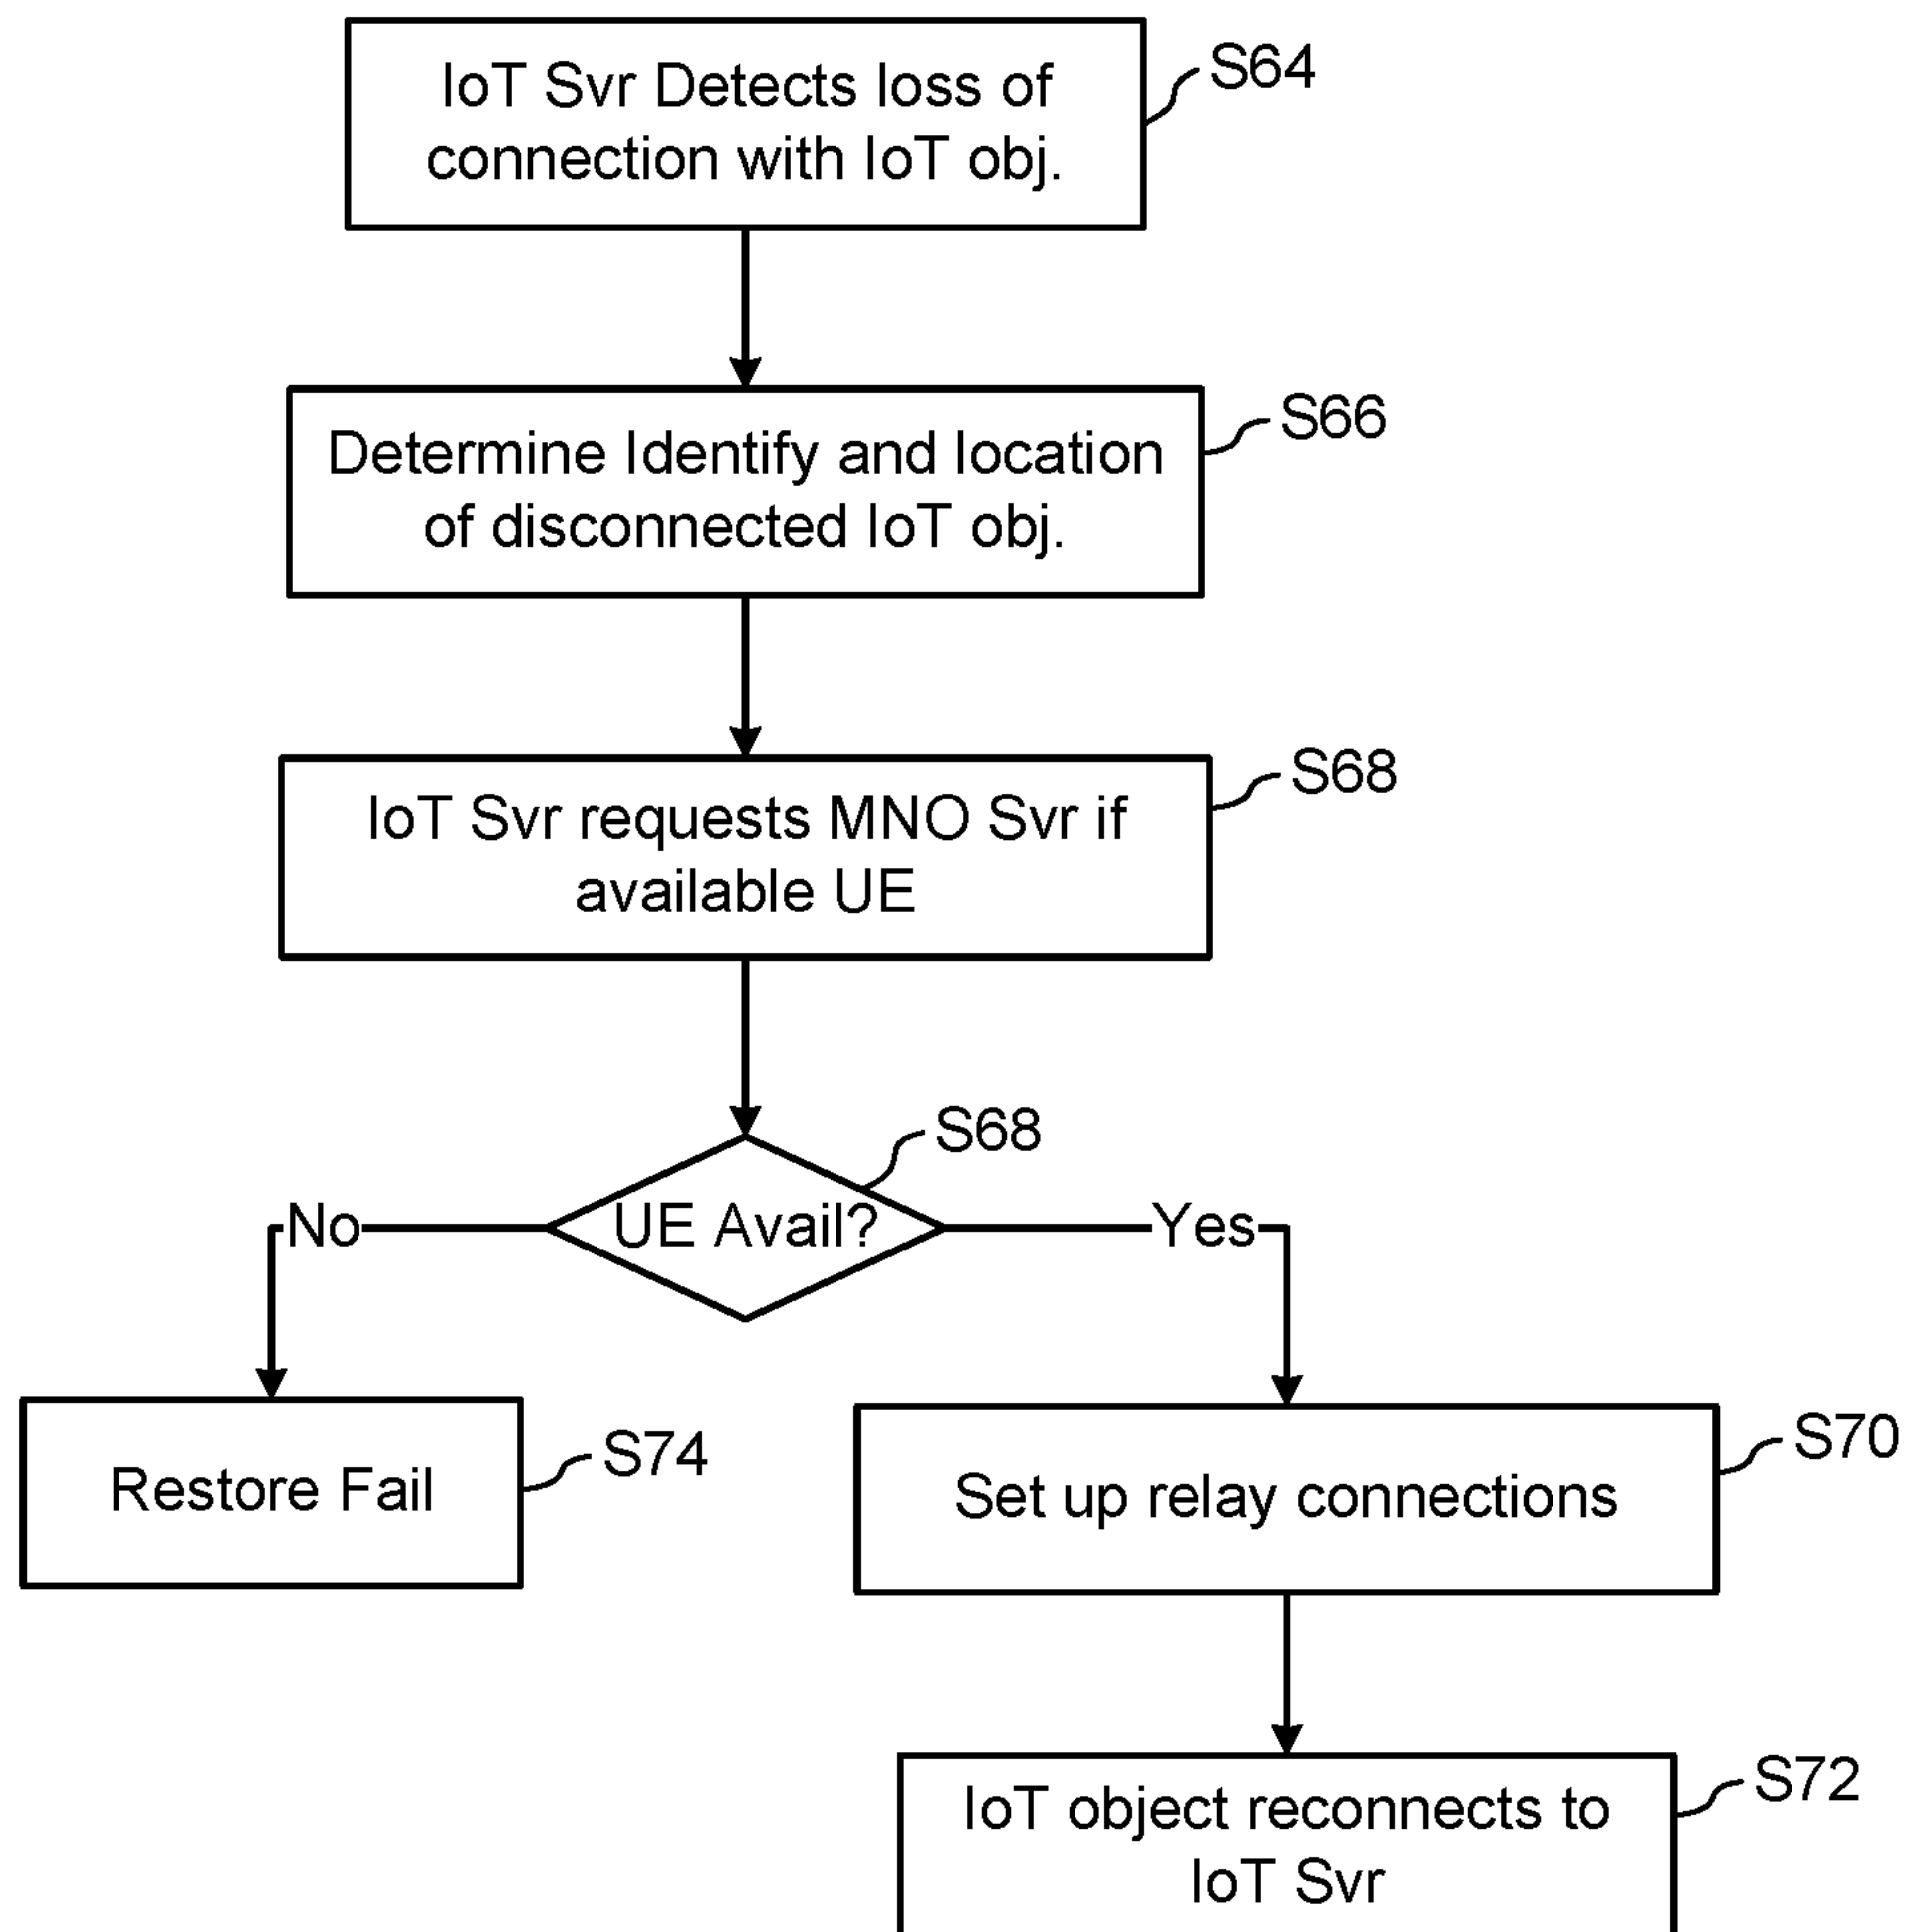 IoT Svr Detects loss of
connection with IoT obj.
S64
Determine Identify and location
of disconnected IoT obj.
S66
IoT Svr requests MNO Svr if
available UE
S68
UE Avail?
S68
No
Yes
Restore Fail
S74
Set up relay connections
S70
IoT object reconnects to
IoT Svr
S72